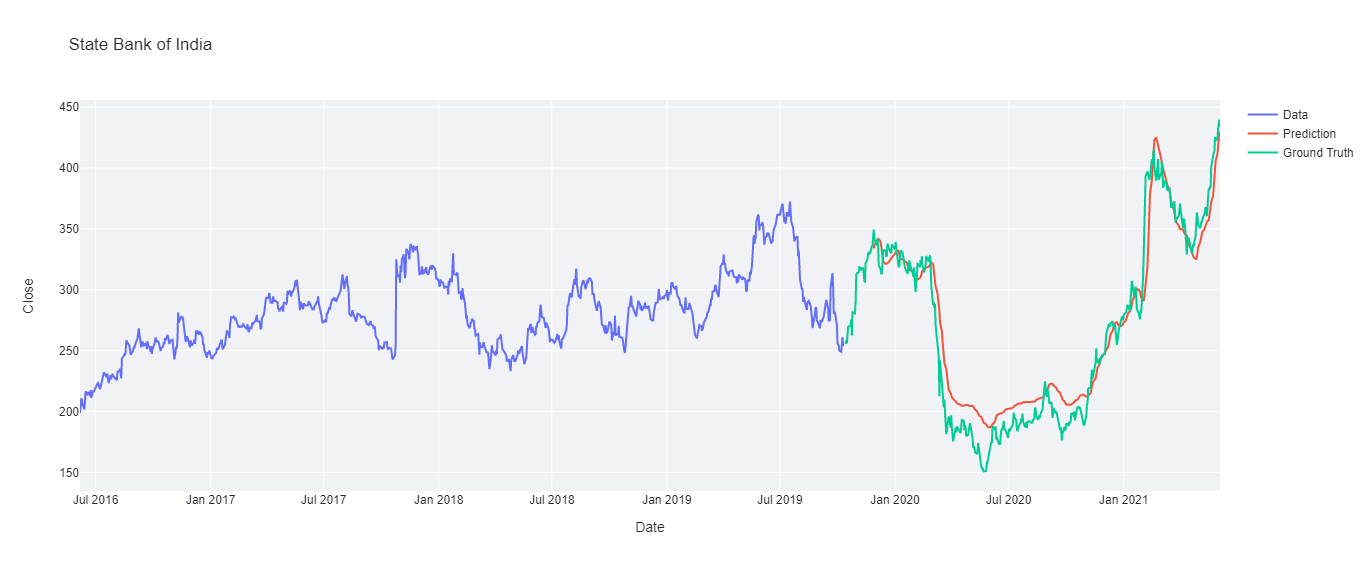 State Bank of India
Data
Prediction
Ground Truth
450
400
350
300
250
200
150
Close
Jul 2016 Jan 2017 Jul 2017 Jan 2018 Jul 2018 Jan 2019 Jul 2019 Jan 2020 Jul 2020 Jan 2021
Date